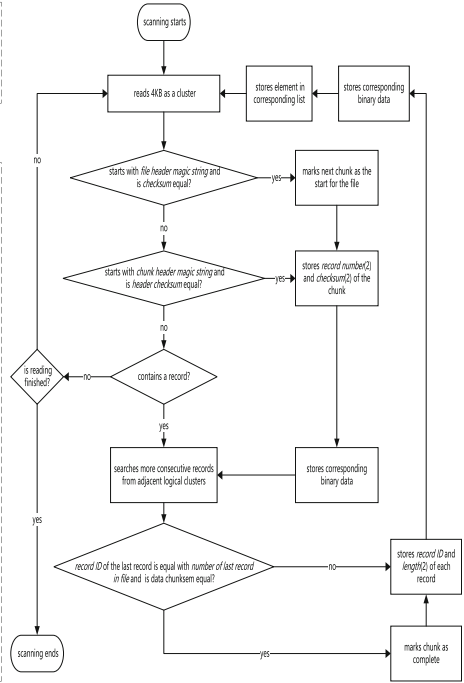 scanning starts
reads 4KB as a cluster
stores element in
corresponding list
stores corresponding
binary data
no
starts with file header magic string and
is checksum equal?
yes
marks next chunk as the
start for the file
no
starts with chunk header magic string and
is header checksum equal?
yes
stores record number(2)
and checksum(2) of the
chunk
no
is reading
finished?
no
contains a record?
yes
searches more consecutive records
from adjacent logical clusters
stores corresponding
binary data
yes
record ID of the last record is equal with number of last record
in file and is data chunksem equal?
no
stores record ID and
length(2) of each
record
scanning ends
yes
marks chunk as
complete